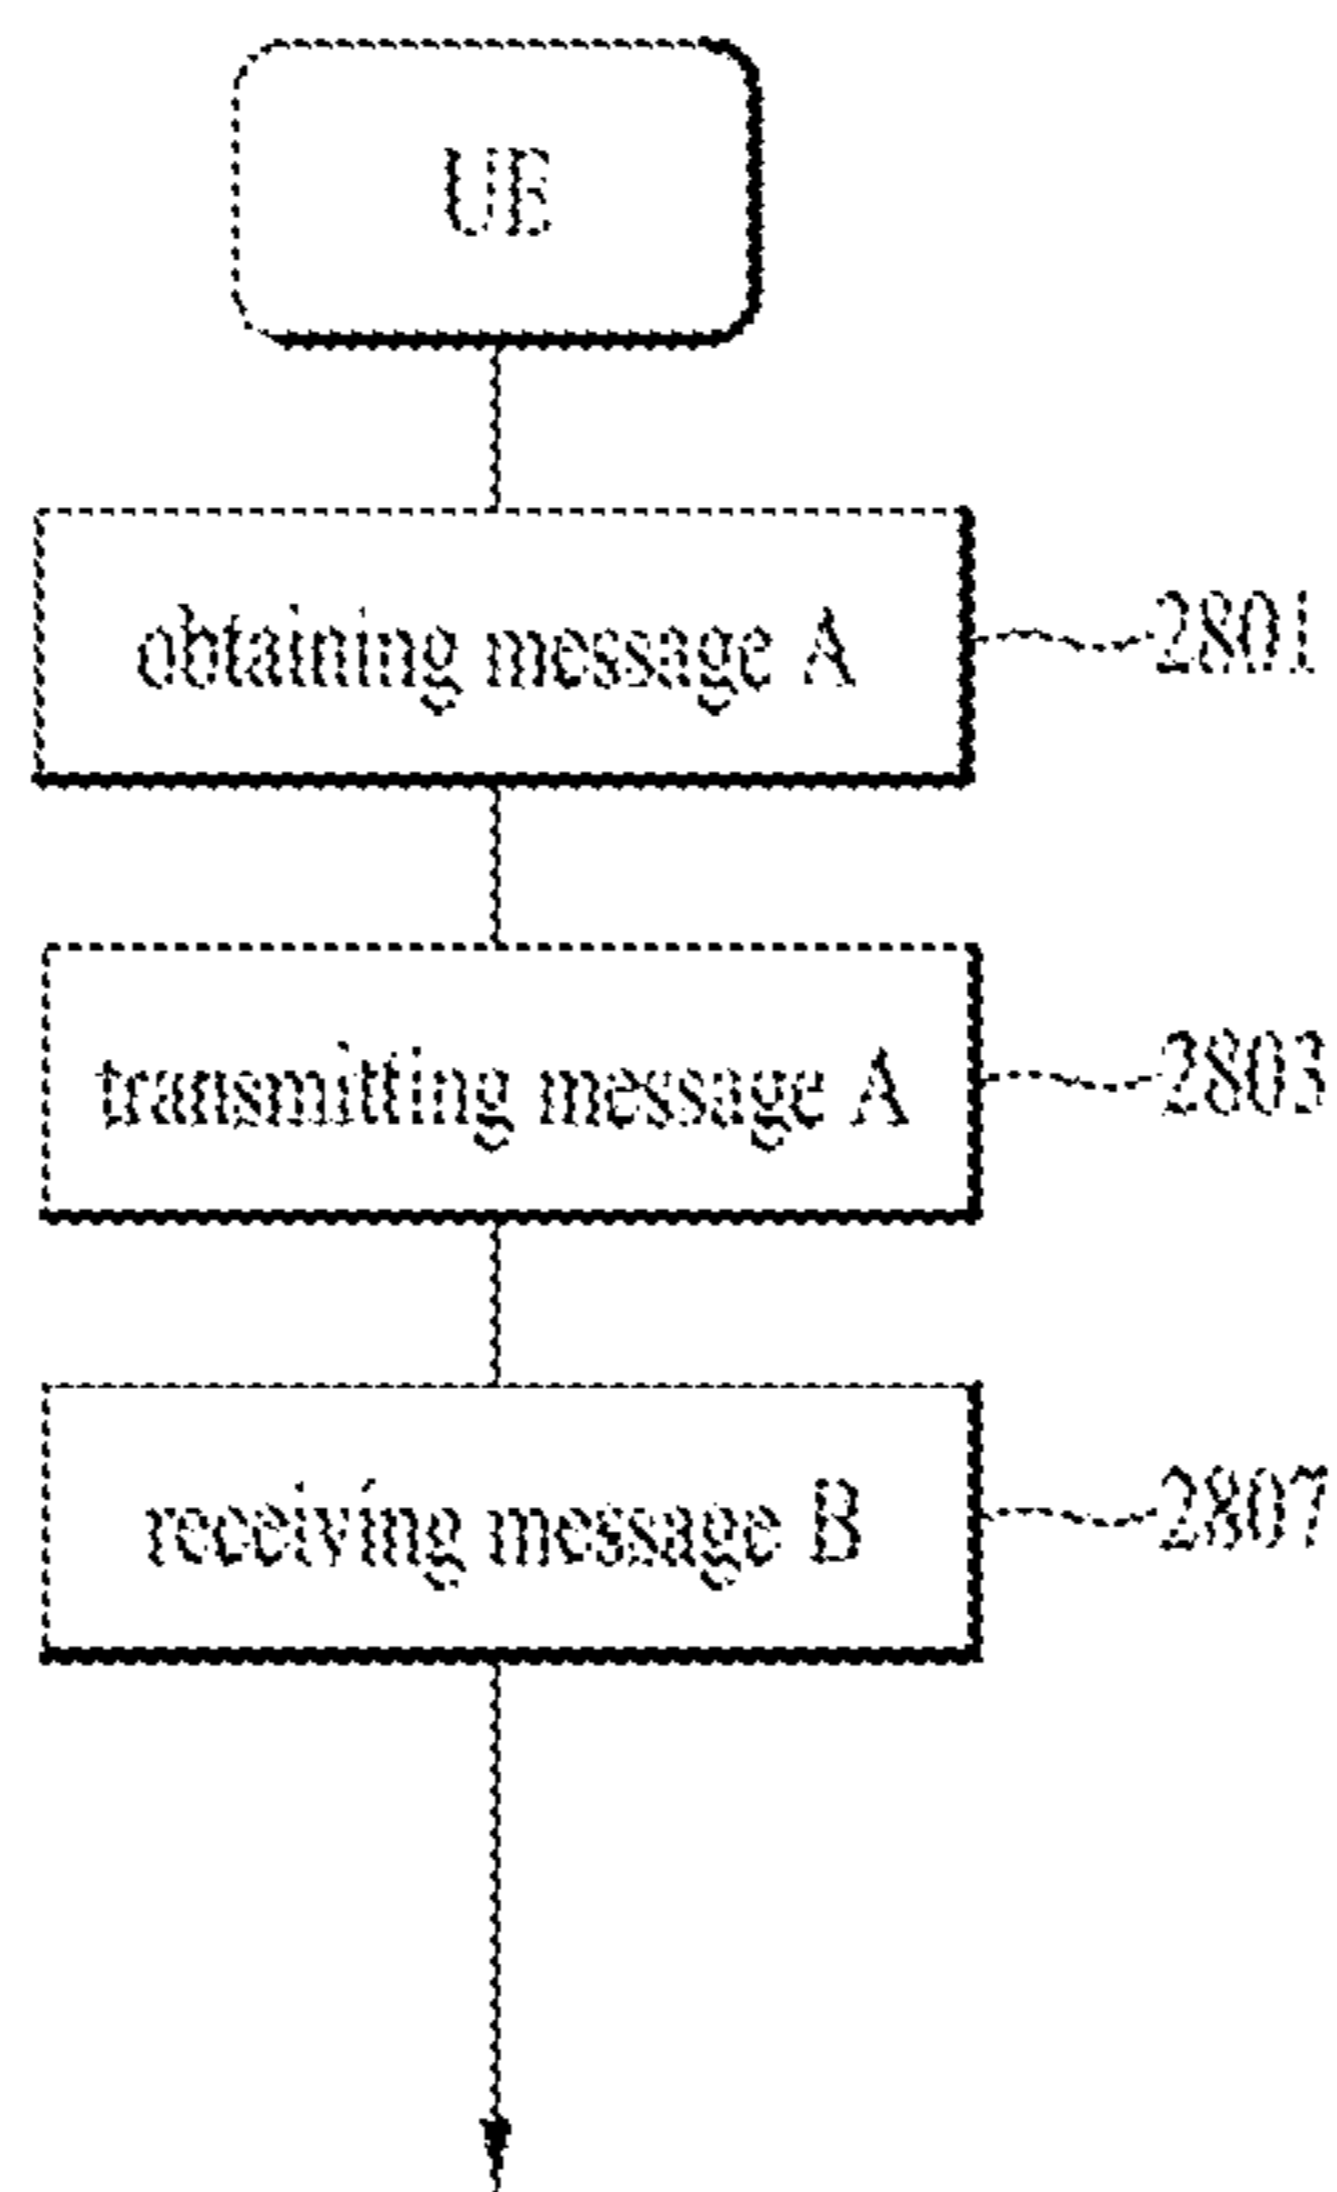 UE
obtaining message A
2801
transmitting message A
2803
receiving message B
2807